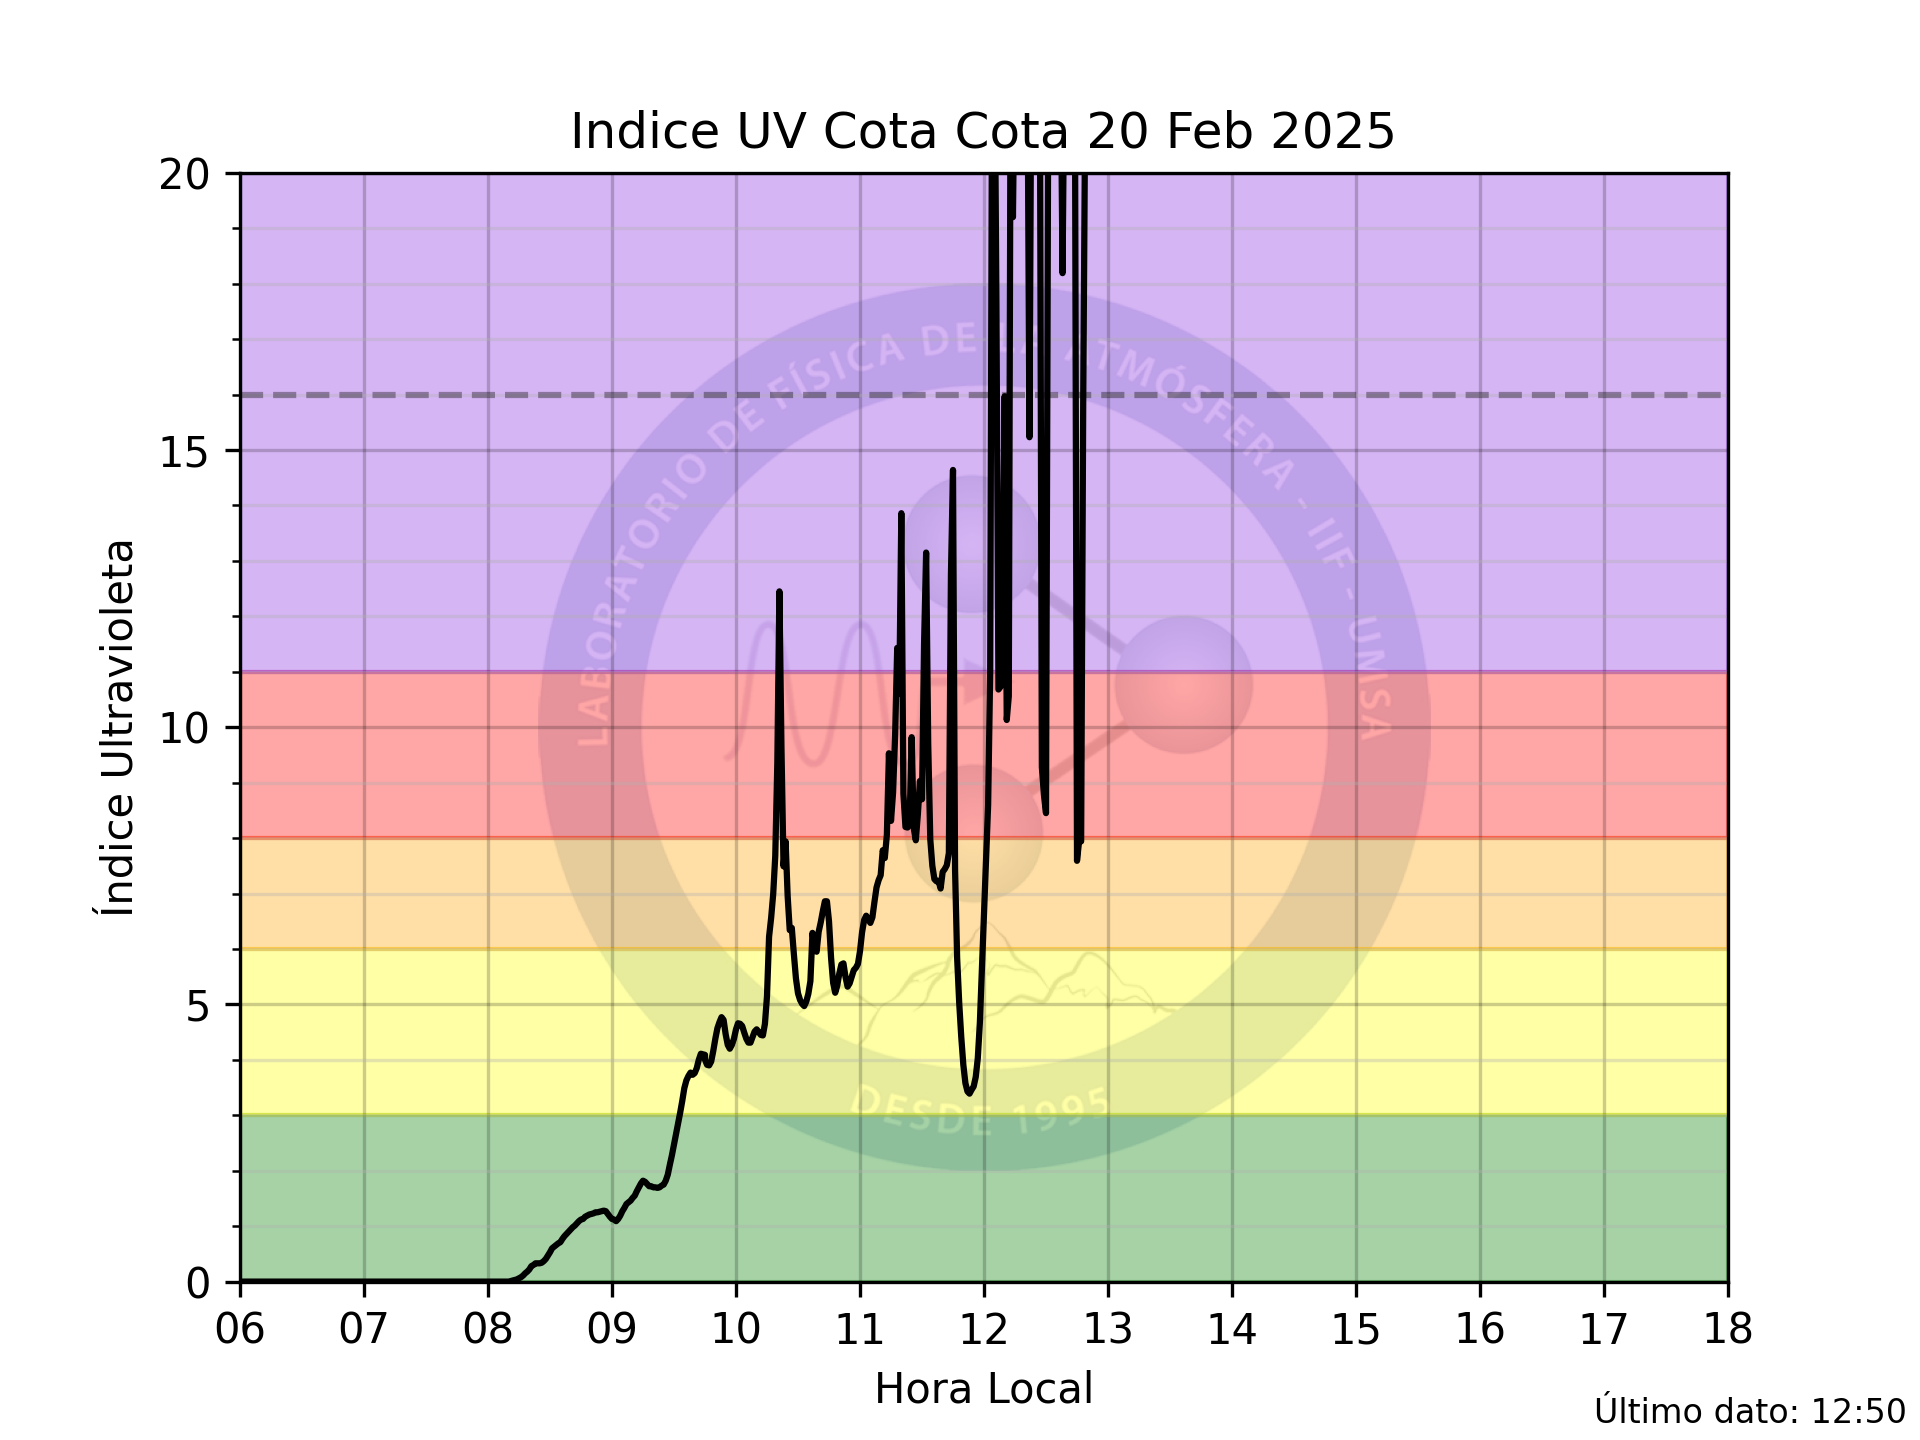 Indice UV Cota Cota 20 Feb 2025
20
15
10
5
0
Índice Ultravioleta
LABORATORIO DE FÍSICA DE LA ATMÓSFERA - IIF - UMSA
DESDE 1995
06 07 08 09 10 11 12 13 14 15 16 17 18
Hora Local
Último dato: 12:50